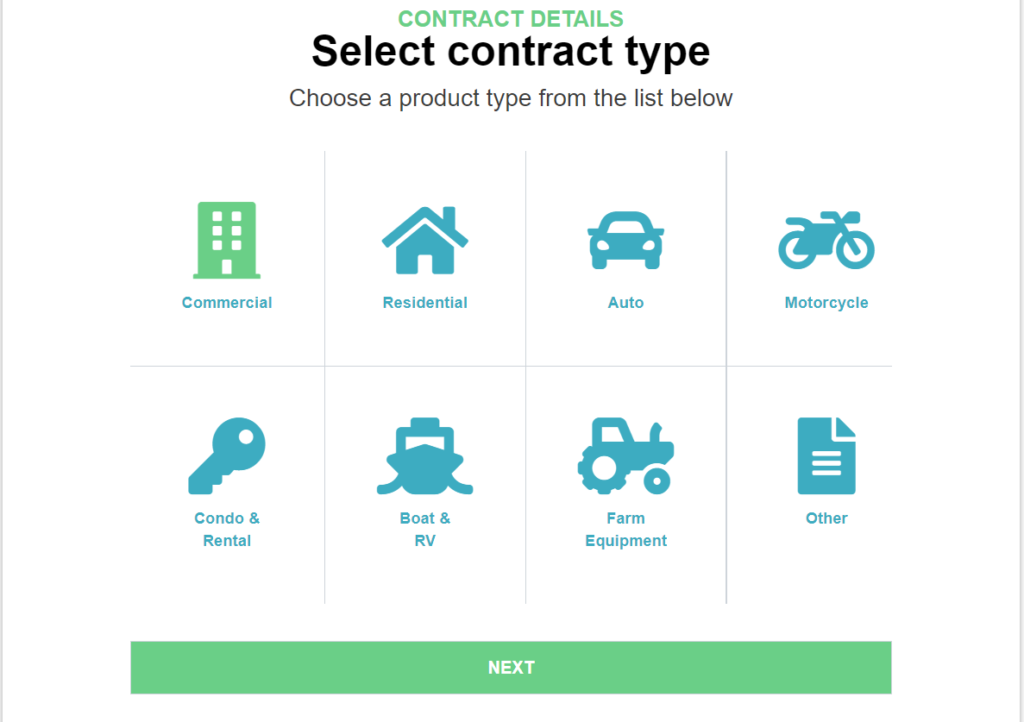 CONTRACT DETAILS
Select contract type
Choose a product type from the list below
Commercial
Residential
Auto
Motorcycle
Condo &
Rental
Boat &
RV
Farm
Equipment
Other
NEXT